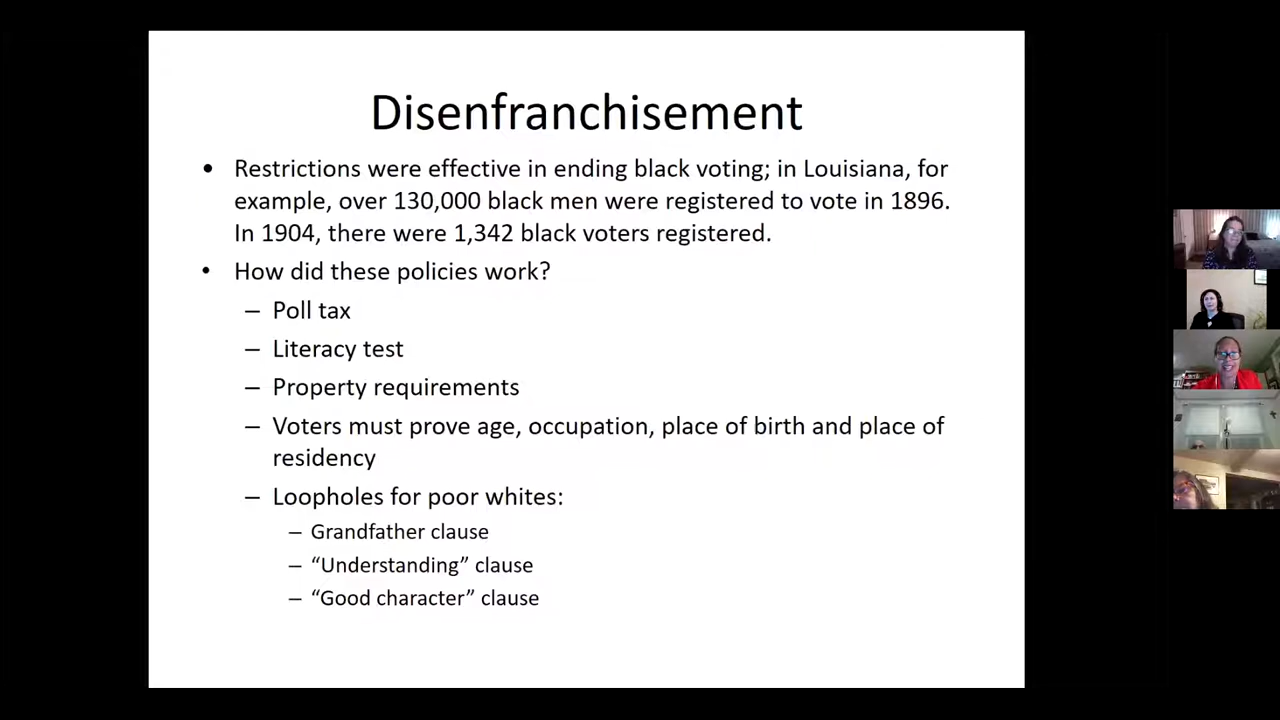 Disenfranchisement
• Restrictions were effective in ending black voting; in Louisiana, for
example, over 130,000 black men were registered to vote in 1896.
In 1904, there were 1,342 black voters registered.
• How did these policies work?
– Poll tax
– Literacy test
– Property requirements
– Voters must prove age, occupation, place of birth and place of
residency
– Loopholes for poor whites:
– Grandfather clause
– “Understanding” clause
– “Good character” clause